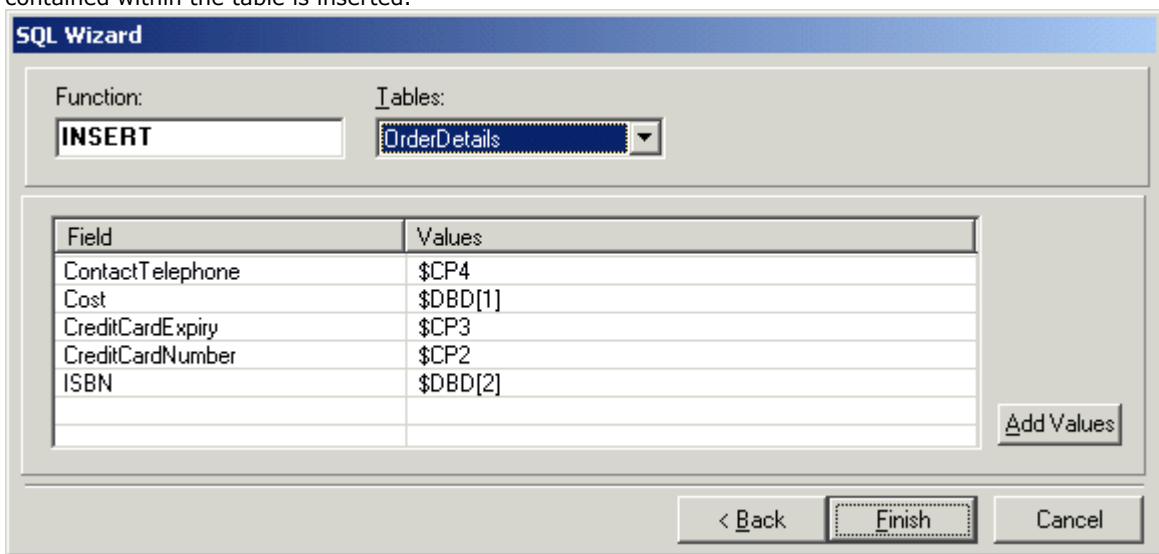 contained within the table is inserted.
SQL Wizard
Function: Tables:
INSERT OrderDetails
Field Values
ContactTelephone $CP4
Cost $DBD[1]
CreditCardExpiry $CP3
CreditCardNumber $CP2
ISBN $DBD[2]
Add Values
< Back Finish Cancel